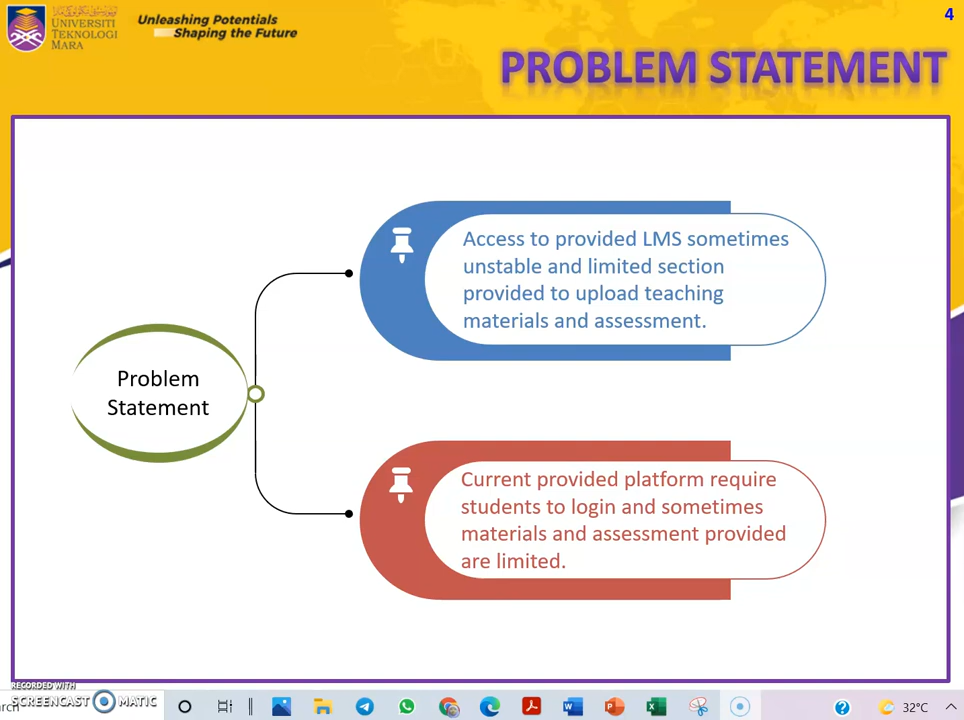 4
UNIVERSITI
TEKNOLOGI
MARA
Unleashing Potentials
Shaping the Future
PROBLEM STATEMENT
Access to provided LMS sometimes
unstable and limited section
provided to upload teaching
materials and assessment.
Problem
Statement
Current provided platform require
students to login and sometimes
materials and assessment provided
are limited.
RECORDED WITH
SCREENCAST MATIC
arch
32°C